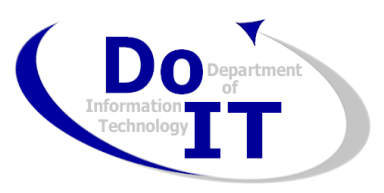 Do Department
of
Information
Technology IT